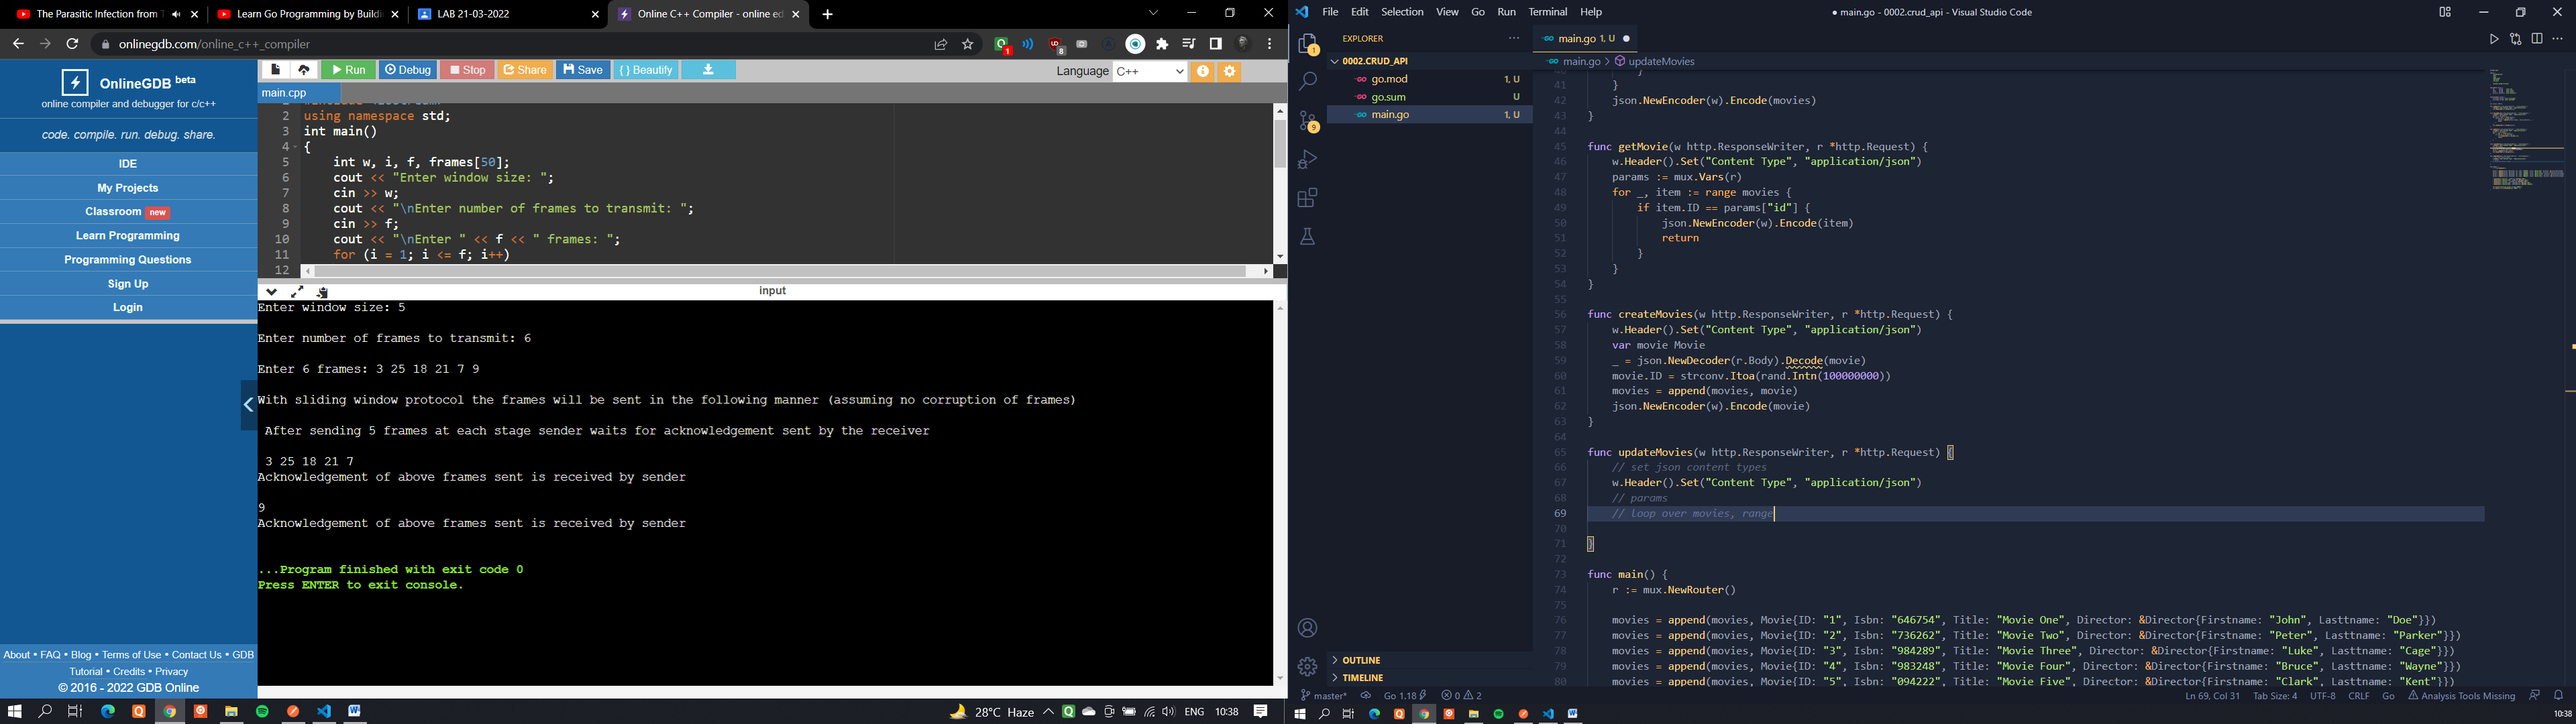 The Parasitic Infection from T
Learn Go Programming by Buildi
LAB 21-03-2022
Online C++ Compiler - online ed
onlinegdb.com/online_c++_compiler
OnlineGDB beta
online compiler and debugger for c/c++
code. compile. run. debug. share.
IDE
My Projects
Classroom new
Learn Programming
Programming Questions
Sign Up
Login
About • FAQ • Blog • Terms of Use • Contact Us • GDB
Tutorial • Credits • Privacy
© 2016 - 2022 GDB Online
Run Debug Stop Share Save { } Beautify
Language C++
main.cpp
2 using namespace std;
3 int main()
4 {
5 int w, i, f, frames[50];
6 cout << "Enter window size: ";
7 cin >> w;
8 cout << "\nEnter number of frames to transmit: ";
9 cin >> f;
10 cout << "\nEnter " << f << " frames: ";
11 for (i = 1; i <= f; i++)
12
input
Enter window size: 5
Enter number of frames to transmit: 6
Enter 6 frames: 3 25 18 21 7 9
With sliding window protocol the frames will be sent in the following manner (assuming no corruption of frames)
After sending 5 frames at each stage sender waits for acknowledgement sent by the receiver
3 25 18 21 7
Acknowledgement of above frames sent is received by sender
9
Acknowledgement of above frames sent is received by sender
...Program finished with exit code 0
Press ENTER to exit console.
28°C Haze ENG 10:38
File Edit Selection View Go Run Terminal Help
● main.go - 0002.crud_api - Visual Studio Code
EXPLORER
0002.CRUD_API
go.mod 1, U
go.sum U
main.go 1, U
OUTLINE
TIMELINE
main.go 1, U
main.go > updateMovies
41 }
42 json.NewEncoder(w).Encode(movies)
43 }
44
45 func getMovie(w http.ResponseWriter, r *http.Request) {
46 w.Header().Set("Content Type", "application/json")
47 params := mux.Vars(r)
48 for _, item := range movies {
49 if item.ID == params["id"] {
50 json.NewEncoder(w).Encode(item)
51 return
52 }
53 }
54 }
55
56 func createMovies(w http.ResponseWriter, r *http.Request) {
57 w.Header().Set("Content Type", "application/json")
58 var movie Movie
59 _ = json.NewDecoder(r.Body).Decode(movie)
60 movie.ID = strconv.Itoa(rand.Intn(100000000))
61 movies = append(movies, movie)
62 json.NewEncoder(w).Encode(movie)
63 }
64
65 func updateMovies(w http.ResponseWriter, r *http.Request) {
66 // set json content types
67 w.Header().Set("Content Type", "application/json")
68 // params
69 // loop over movies, range
70
71 }
72
73 func main() {
74 r := mux.NewRouter()
75
76 movies = append(movies, Movie{ID: "1", Isbn: "646754", Title: "Movie One", Director: &Director{Firstname: "John", Lasttname: "Doe"}})
77 movies = append(movies, Movie{ID: "2", Isbn: "736262", Title: "Movie Two", Director: &Director{Firstname: "Peter", Lasttname: "Parker"}})
78 movies = append(movies, Movie{ID: "3", Isbn: "984289", Title: "Movie Three", Director: &Director{Firstname: "Luke", Lasttname: "Cage"}})
79 movies = append(movies, Movie{ID: "4", Isbn: "983248", Title: "Movie Four", Director: &Director{Firstname: "Bruce", Lasttname: "Wayne"}})
80 movies = append(movies, Movie{ID: "5", Isbn: "094222", Title: "Movie Five", Director: &Director{Firstname: "Clark", Lasttname: "Kent"}})
master* Go 1.18 0 2
Ln 69, Col 31 Tab Size: 4 UTF-8 CRLF Go Analysis Tools Missing
10:38